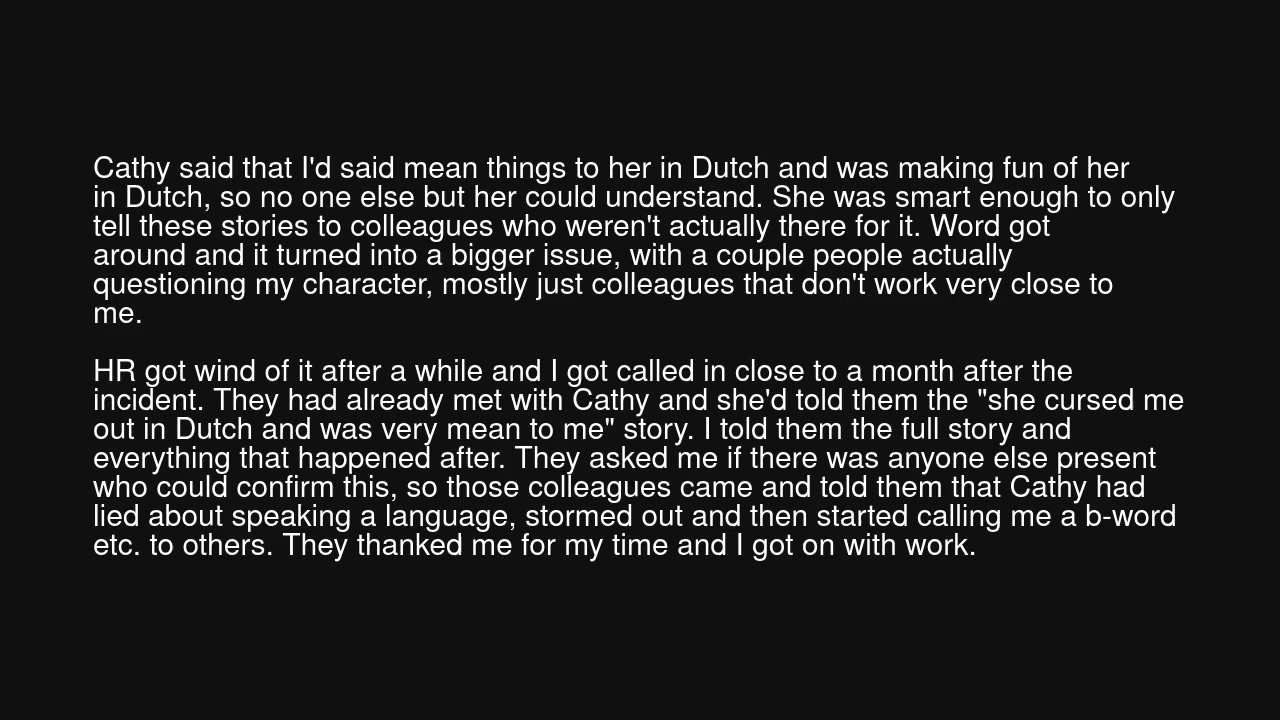 Cathy said that I'd said mean things to her in Dutch and was making fun of her
in Dutch, so no one else but her could understand. She was smart enough to only
tell these stories to colleagues who weren't actually there for it. Word got
around and it turned into a bigger issue, with a couple people actually
questioning my character, mostly just colleagues that don't work very close to
me.

HR got wind of it after a while and I got called in close to a month after the
incident. They had already met with Cathy and she'd told them the "she cursed me
out in Dutch and was very mean to me" story. I told them the full story and
everything that happened after. They asked me if there was anyone else present
who could confirm this, so those colleagues came and told them that Cathy had
lied about speaking a language, stormed out and then started calling me a b-word
etc. to others. They thanked me for my time and I got on with work.